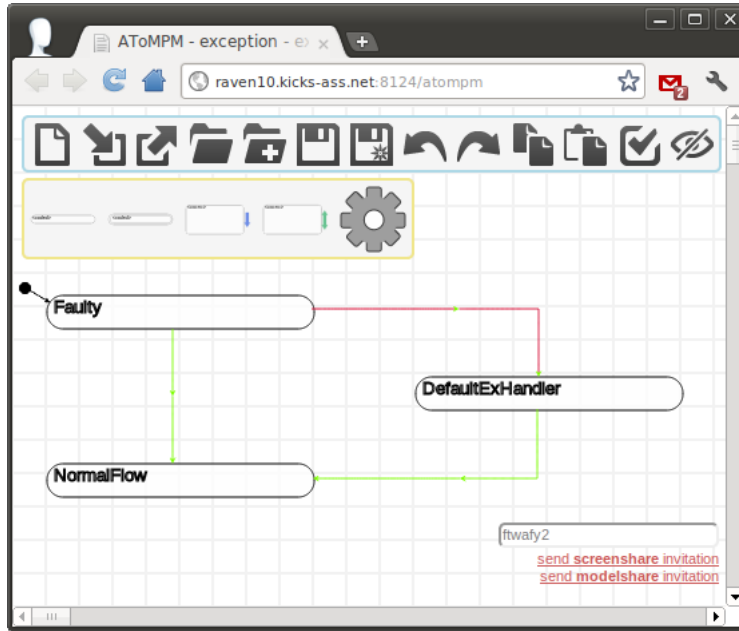 AToMPM - exception - e
raven10.kicks-ass.net:8124/atompm
2
Faulty
DefaultExHandler
NormalFlow
ftwafy2
send screenshare invitation
send modelshare invitation